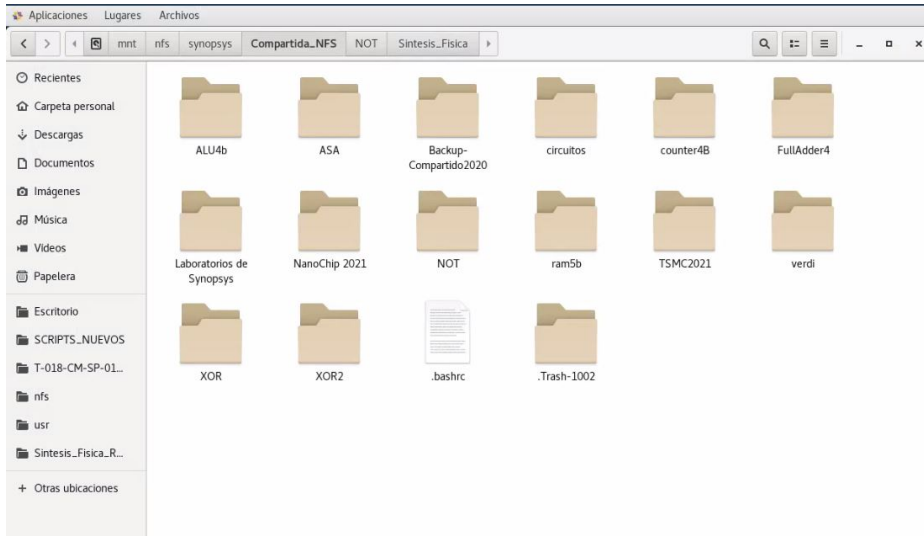 Aplicaciones Lugares Archivos
mnt nfs synopsys Compartida_NFS NOT Sintesis_Fisica
Recientes
Carpeta personal
Descargas
Documentos
Imágenes
Música
Vídeos
Papelera
Escritorio
SCRIPTS_NUEVOS
T-018-CM-SP-01...
nfs
usr
Sintesis_Fisica_R...
+ Otras ubicaciones
ALU4b ASA Backup- circuitos counter4B FullAdder4
Compartido2020
Laboratorios de NanoChip 2021 NOT ram5b TSMC2021 verdi
Synopsys
XOR XOR2 .bashrc .Trash-1002